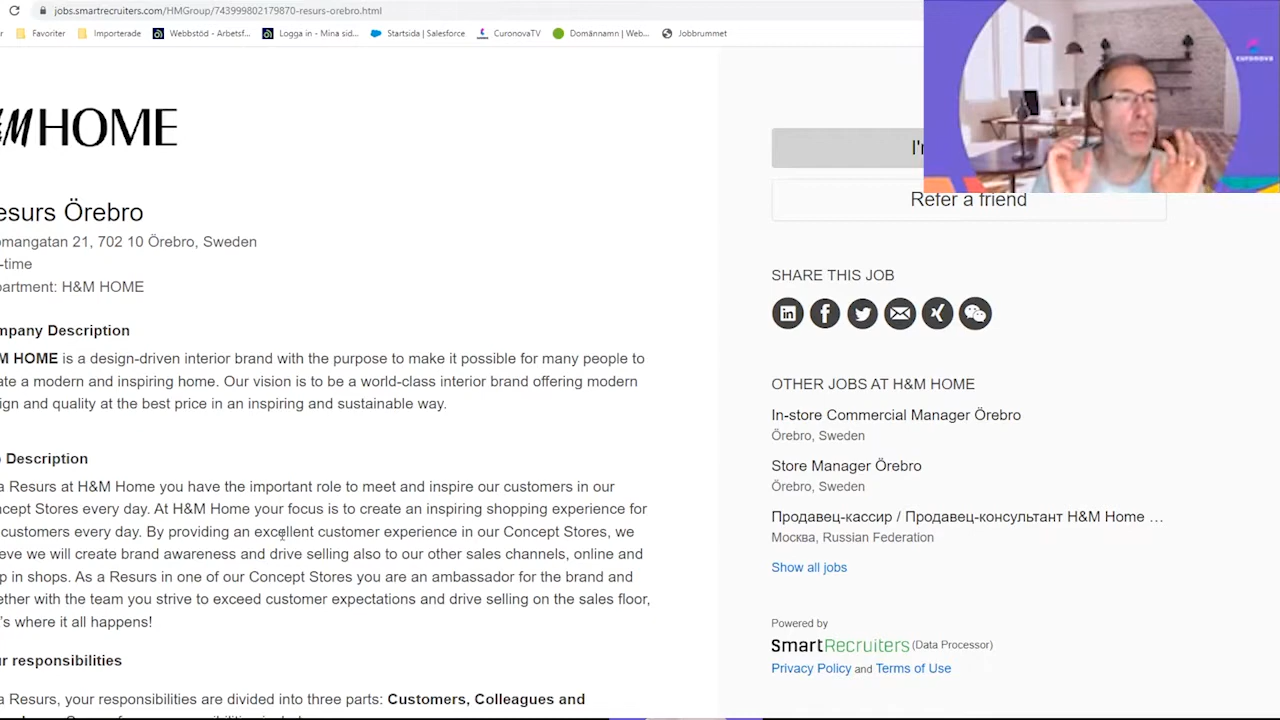 jobs.smartrecruiters.com/HMGroup/743999802179870-resurs-orebro.html
r Favoriter Importerade Webbstöd - Arbetsf... Logga in - Mina sid... Startsida | Salesforce CuronovaTV Domännamn | Web... Jobbrummet
curonova
&M HOME
esurs Örebro
omangatan 21, 702 10 Örebro, Sweden
-time
artment: H&M HOME
mpany Description
M HOME is a design-driven interior brand with the purpose to make it possible for many people to
ate a modern and inspiring home. Our vision is to be a world-class interior brand offering modern
ign and quality at the best price in an inspiring and sustainable way.
Description
a Resurs at H&M Home you have the important role to meet and inspire our customers in our
ncept Stores every day. At H&M Home your focus is to create an inspiring shopping experience for
customers every day. By providing an excellent customer experience in our Concept Stores, we
eve we will create brand awareness and drive selling also to our other sales channels, online and
p in shops. As a Resurs in one of our Concept Stores you are an ambassador for the brand and
ether with the team you strive to exceed customer expectations and drive selling on the sales floor,
's where it all happens!
r responsibilities
a Resurs, your responsibilities are divided into three parts: Customers, Colleagues and
I'
Refer a friend
SHARE THIS JOB
OTHER JOBS AT H&M HOME
In-store Commercial Manager Örebro
Örebro, Sweden
Store Manager Örebro
Örebro, Sweden
Продавец-кассир / Продавец-консультант H&M Home ...
Москва, Russian Federation
Show all jobs
Powered by
SmartRecruiters (Data Processor)
Privacy Policy and Terms of Use